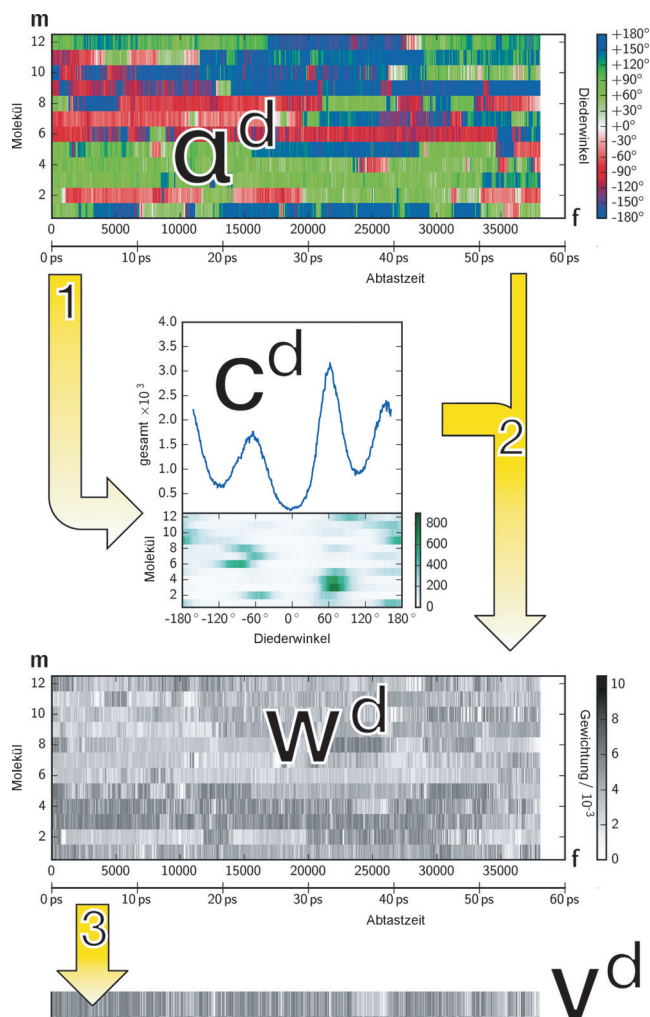 m
12
10
8
6
4
2
Molekül
α^d
+180°
+150°
+120°
+90°
+60°
+30°
+0°
-30°
-60°
-90°
-120°
-150°
-180°
Diederwinkel
0 5000 10000 15000 20000 25000 30000 35000 f
0 ps 10 ps 20 ps 30 ps 40 ps 50 ps 60 ps
Abtastzeit
1
2
4.0
3.5
3.0
2.5
2.0
1.5
1.0
0.5
gesamt ×10³
c^d
12
10
8
6
4
2
Molekül
800
600
400
200
0
-180° -120° -60° 0° 60° 120° 180°
Diederwinkel
m
12
10
8
6
4
2
Molekül
w^d
10
8
6
4
2
0
Gewichtung / 10⁻³
0 5000 10000 15000 20000 25000 30000 35000 f
0 ps 10 ps 20 ps 30 ps 40 ps 50 ps 60 ps
Abtastzeit
3
v^d